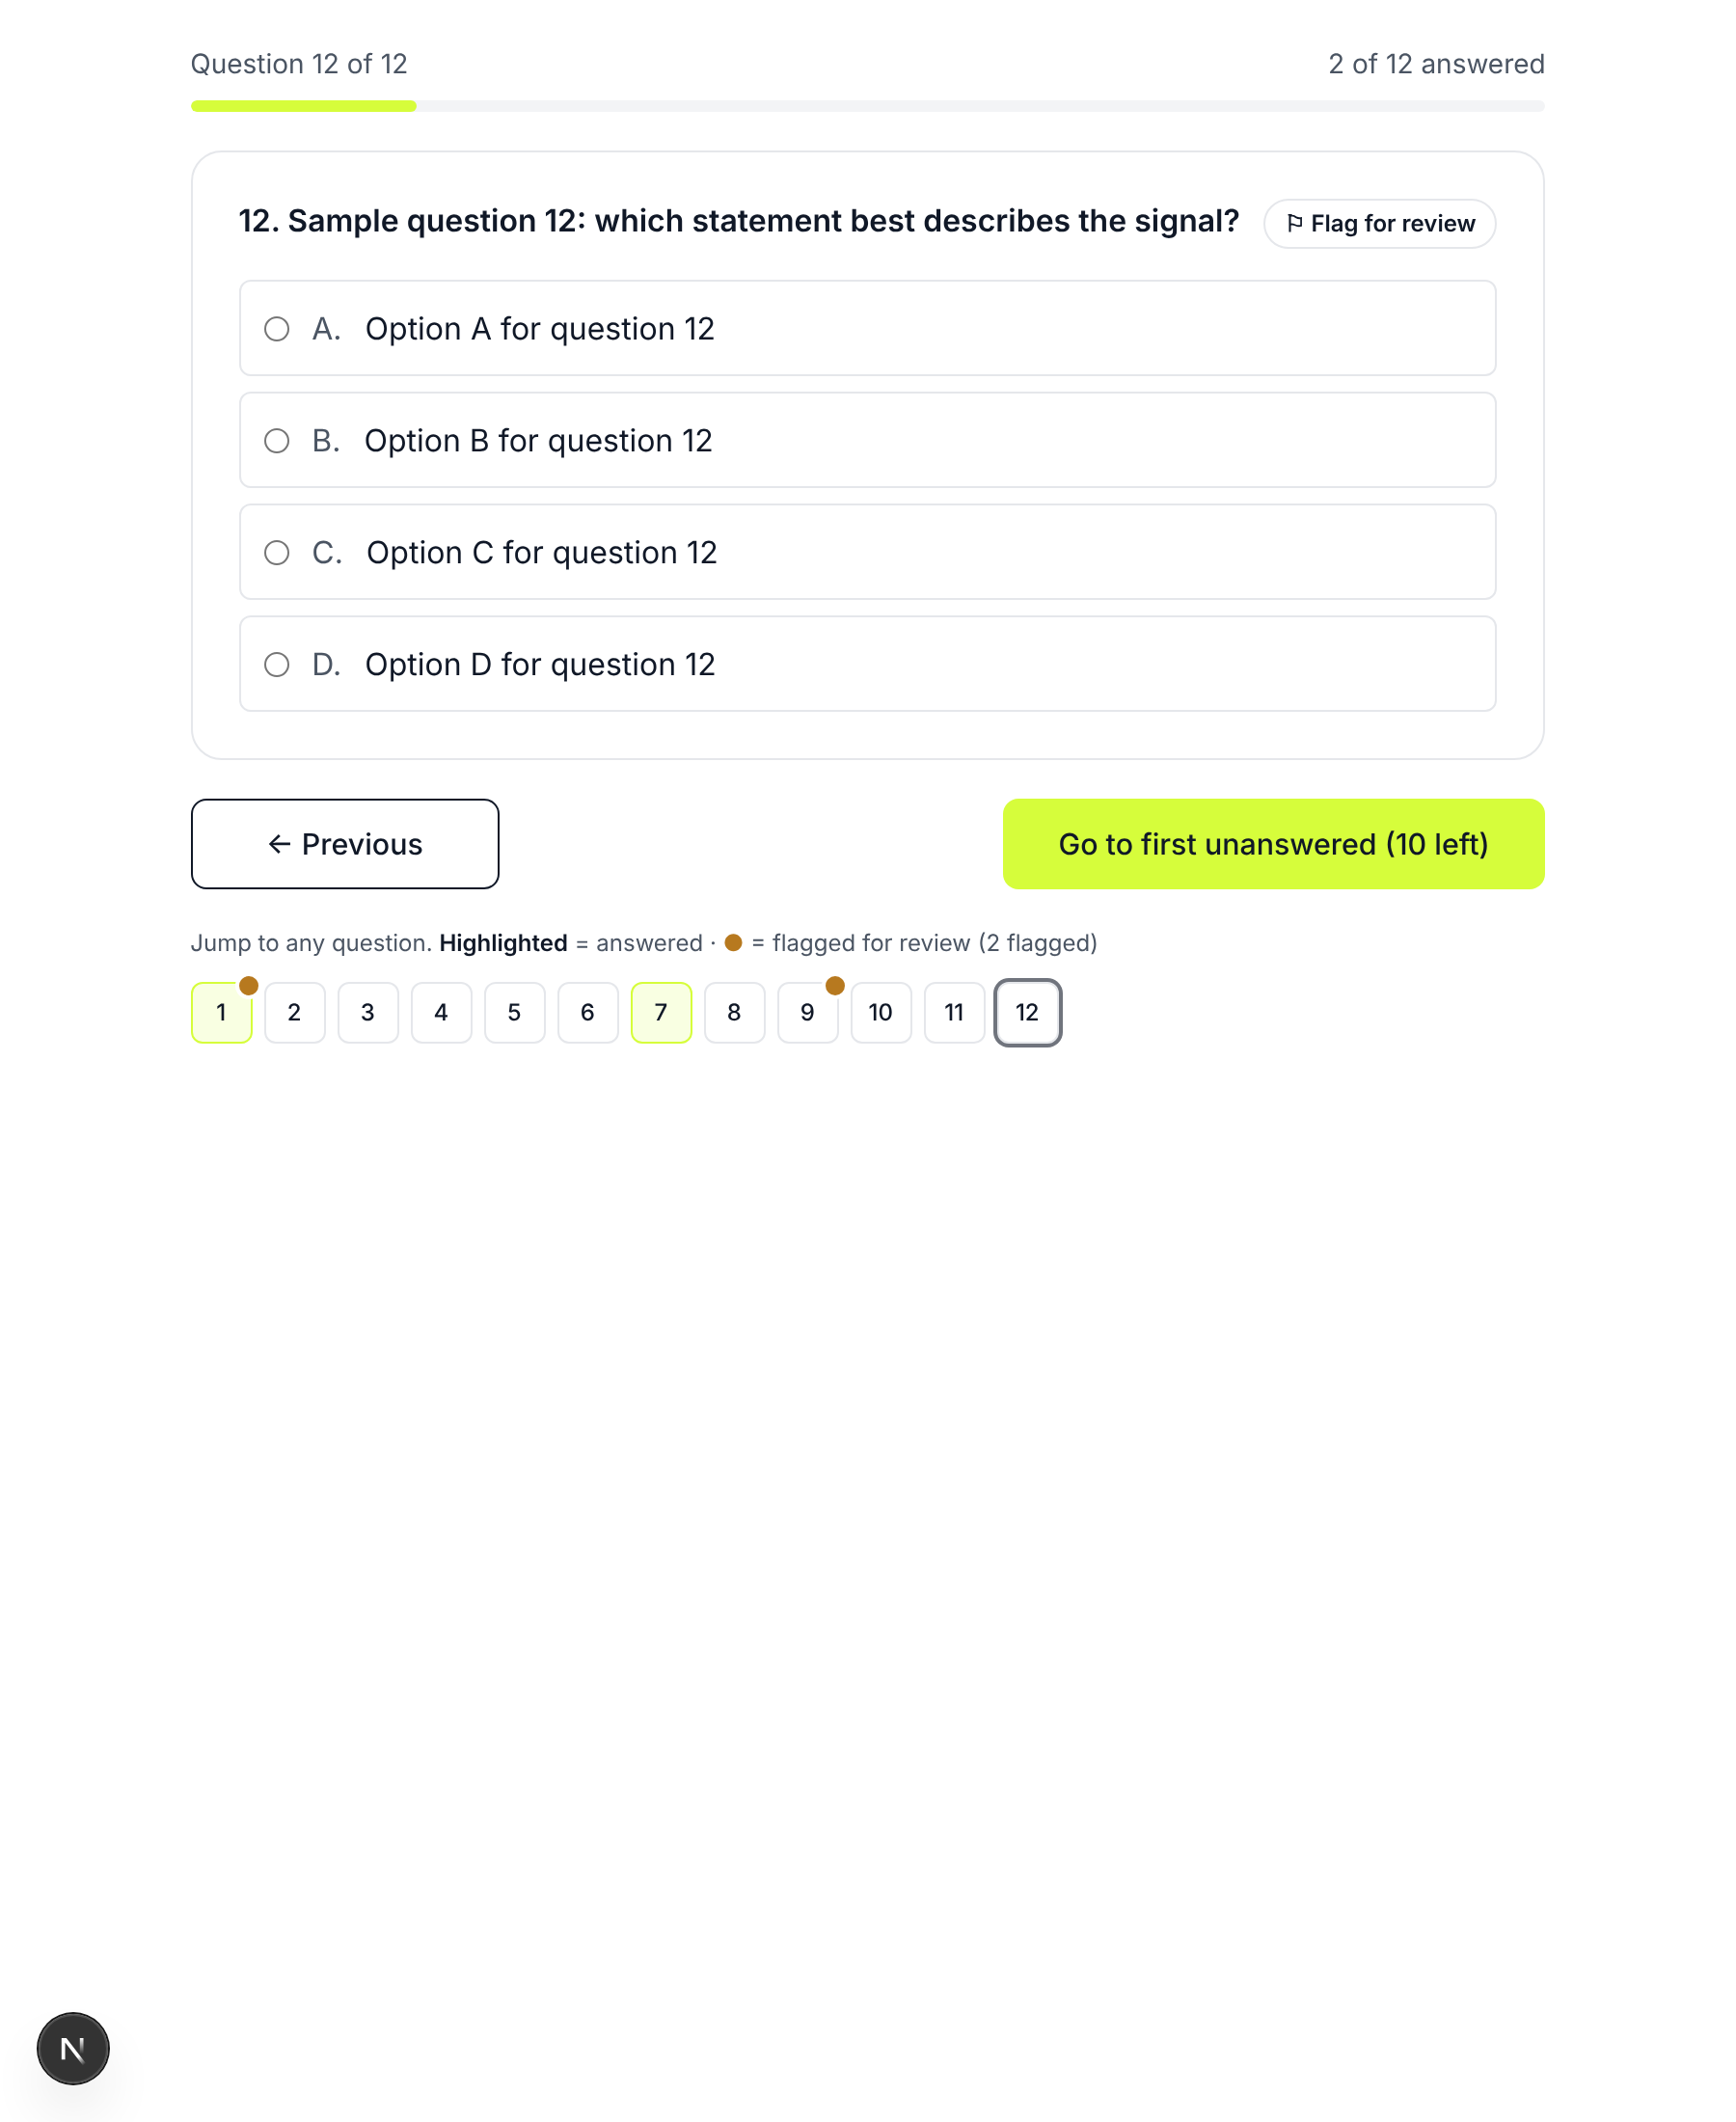 Question 12 of 12
2 of 12 answered
12. Sample question 12: which statement best describes the signal?
Flag for review
A. Option A for question 12
B. Option B for question 12
C. Option C for question 12
D. Option D for question 12
← Previous
Go to first unanswered (10 left)
Jump to any question. Highlighted = answered · = flagged for review (2 flagged)
1 2 3 4 5 6 7 8 9 10 11 12
N